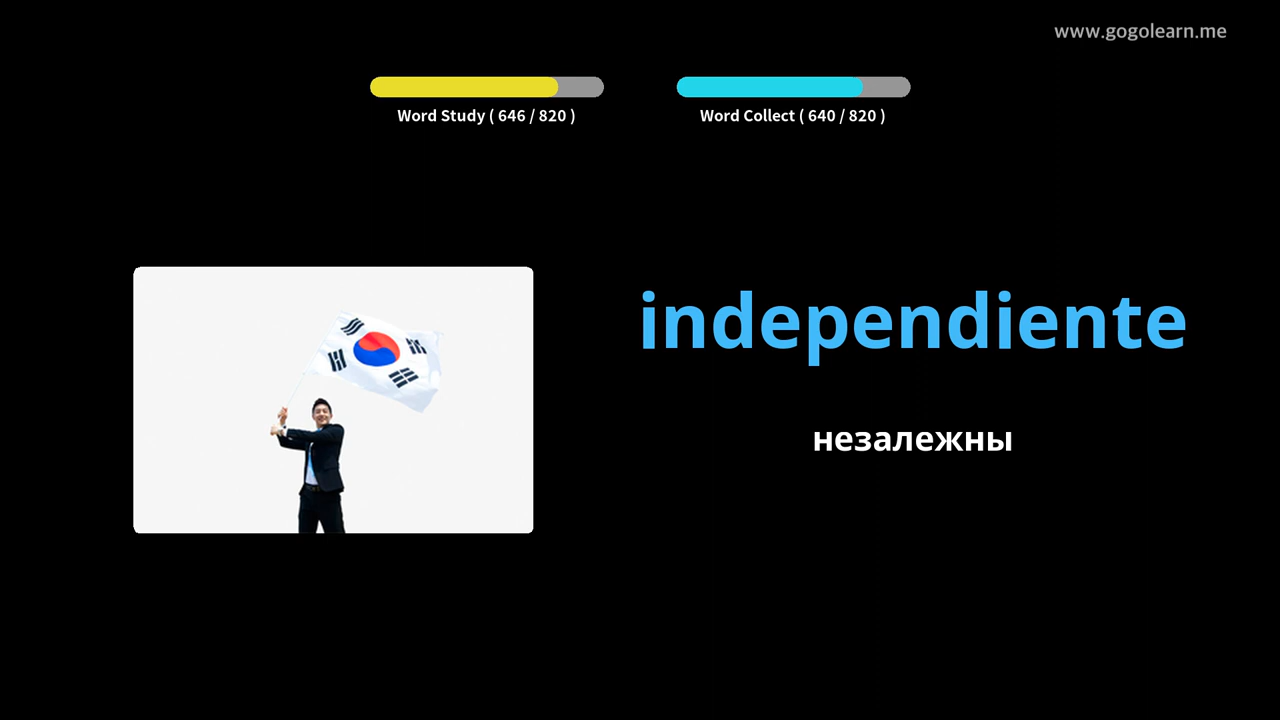 www.gogolearn.me
Word Study ( 646 / 820 )
Word Collect ( 640 / 820 )
independiente
незалежны